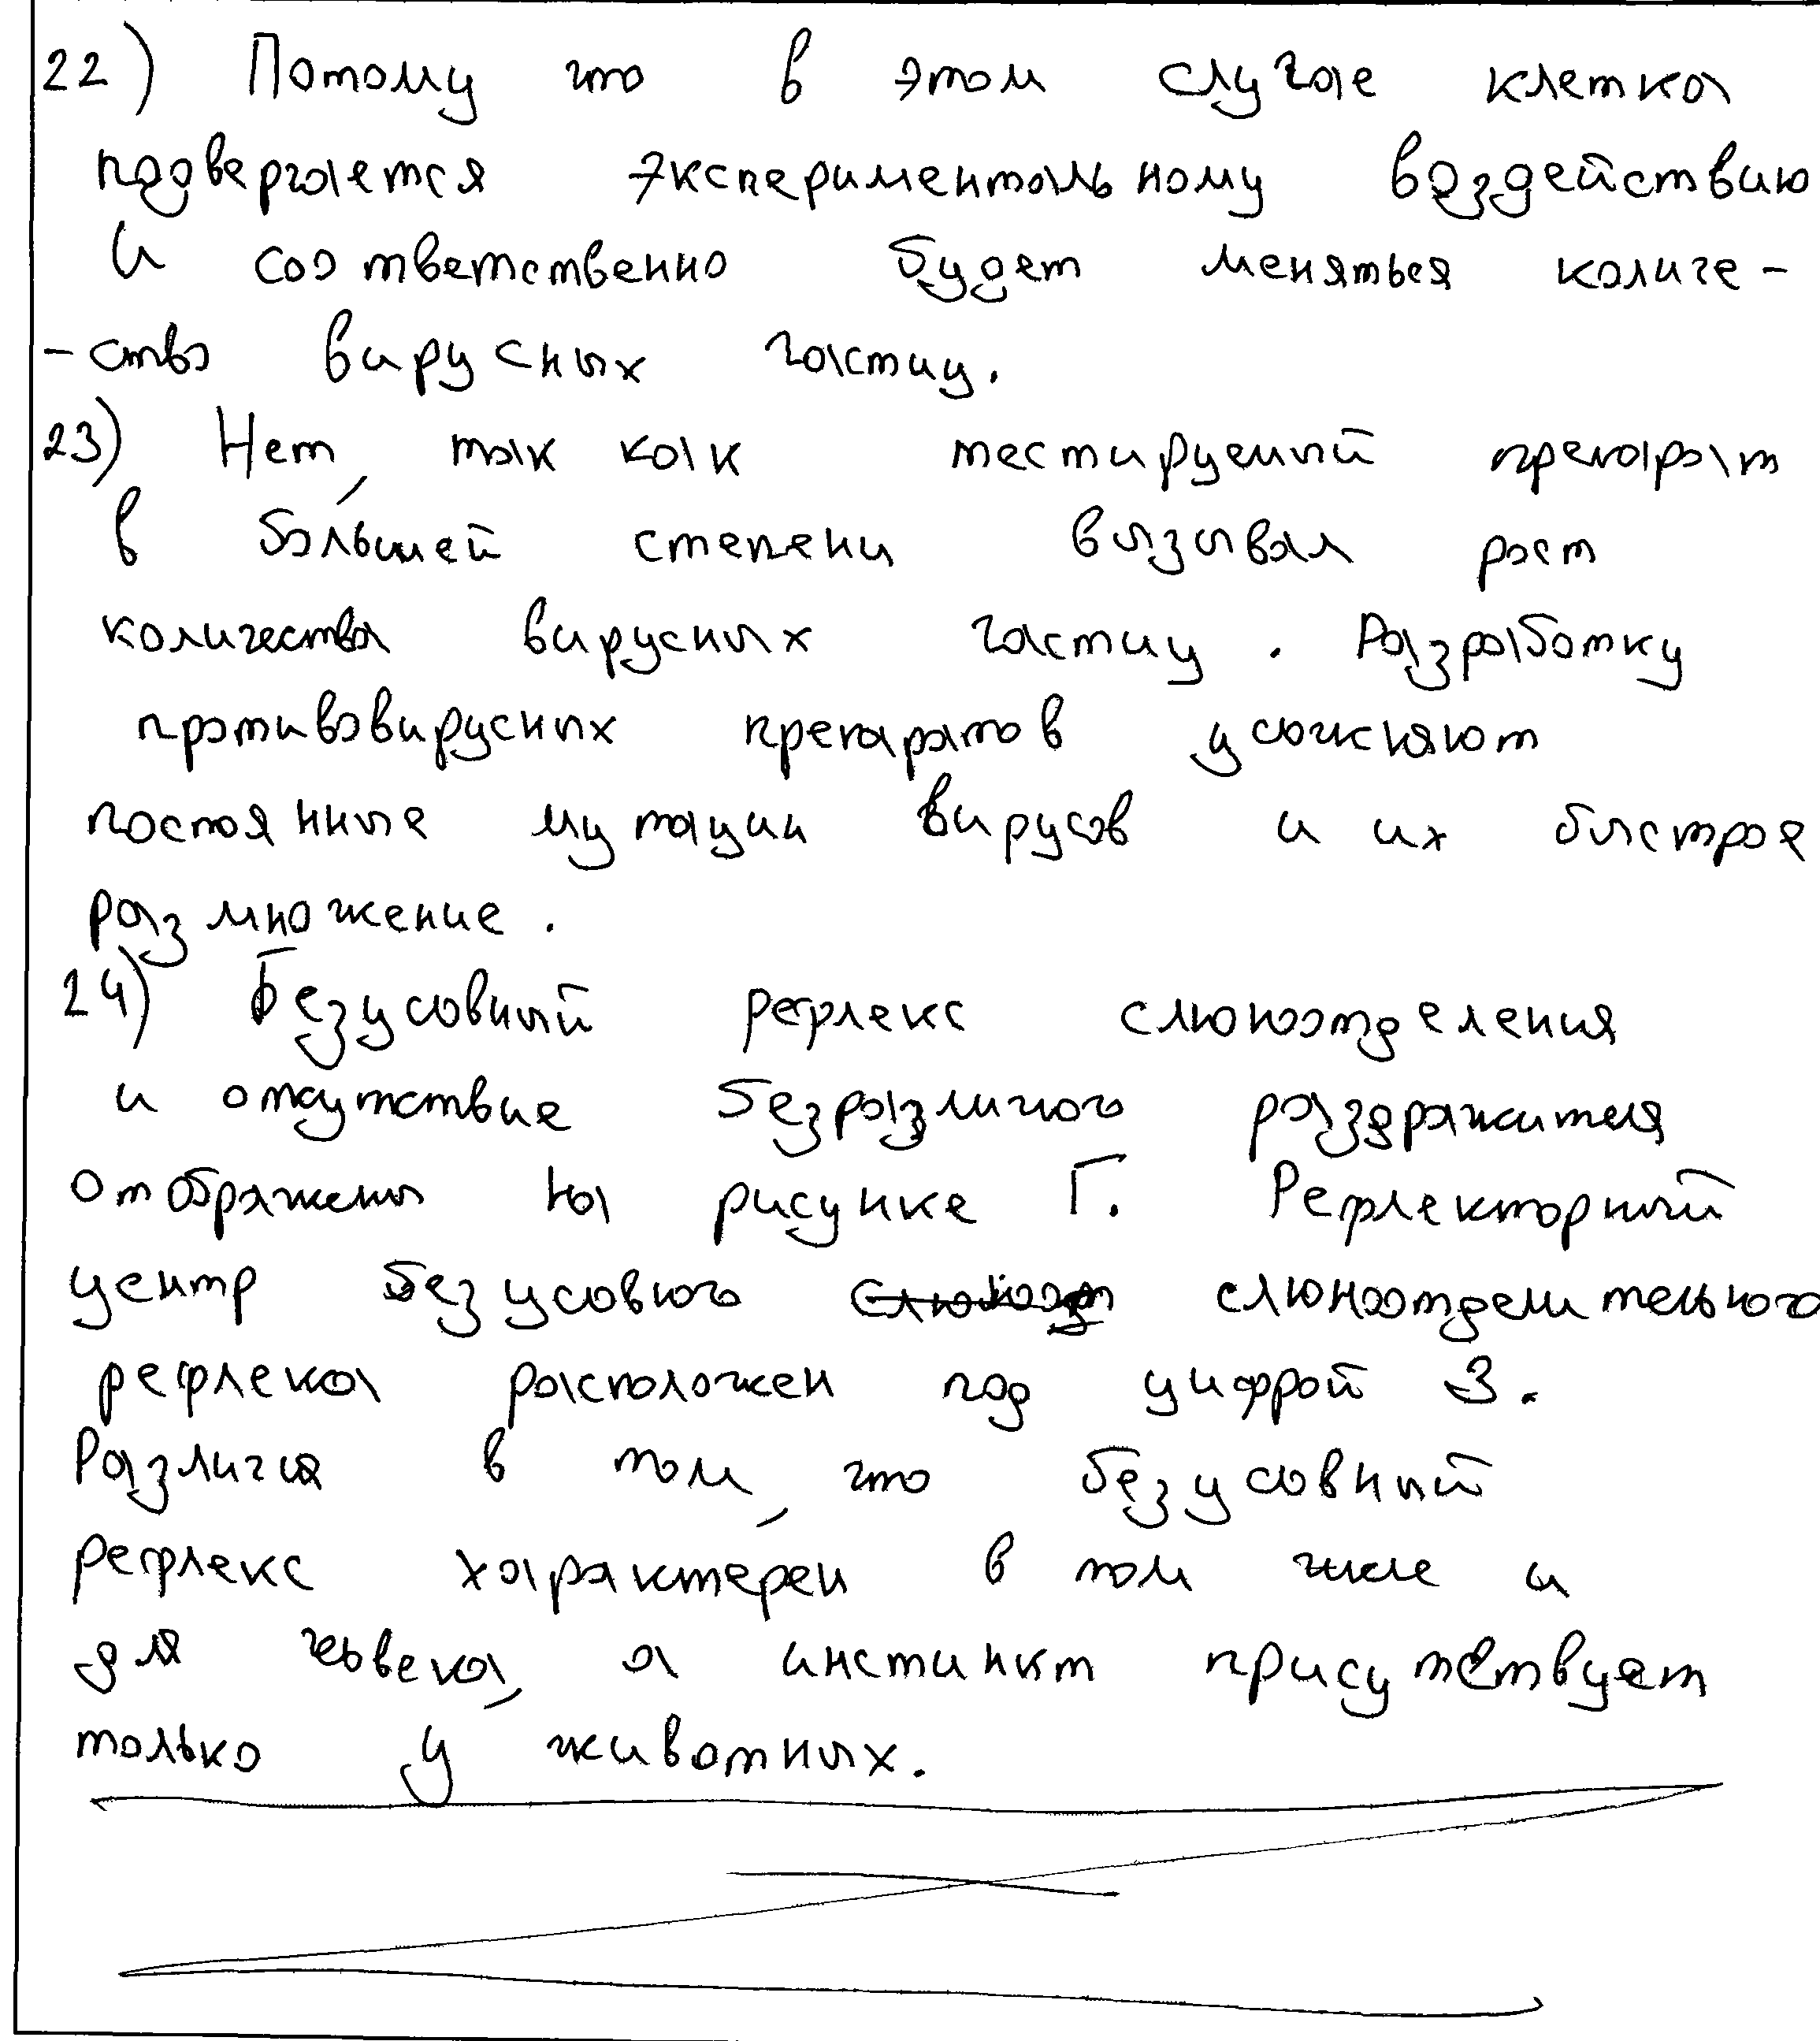 22) Потому что в этом случае клетка
подвергается экспериментальному воздействию
и соответственно будет меняться количе-
-ство вирусных частиц.
23) Нет, так как тестируемый препарат
в большей степени вызывал рост
количества вирусных частиц. Разработку
противовирусных препаратов усложняют
постоянные мутации вирусов и их быстрое
размножение.
24) Безусловный рефлекс слюноотделения
и отсутствие безразличного раздражителя
отображены на рисунке Г. Рефлекторный
центр безусловного слюноотделительного
рефлекса расположен под цифрой 3.
Различия в том, что безусловный
рефлекс характерен в том числе и
для человека, а инстинкт присутствует
только у животных.